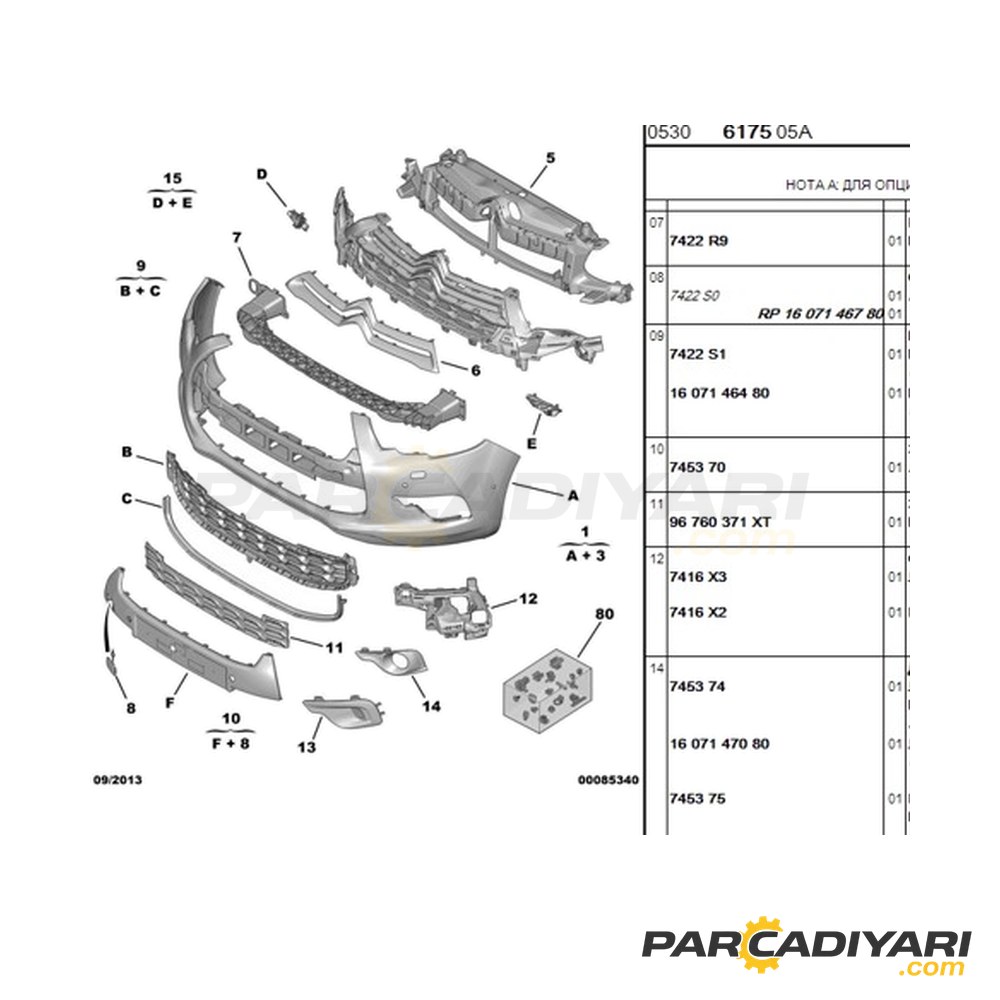 5
D
15
D + E
7
9
B + C
6
E
B
C
A
1
A + 3
12
80
11
8
F
10
F + 8
14
13
09/2013
00085340
0530 6175 05A
НОТА А: ДЛЯ ОПЦИ
07
7422 R9 01
08
7422 S0 01
RP 16 071 467 80 01
09
7422 S1 01
16 071 464 80 01
10
7453 70 01
11
96 760 371 XT 01
12
7416 X3 01
7416 X2 01
14
7453 74 01
16 071 470 80 01
7453 75 01
PARCADIYARI
.com
PARCADIYARI
.com